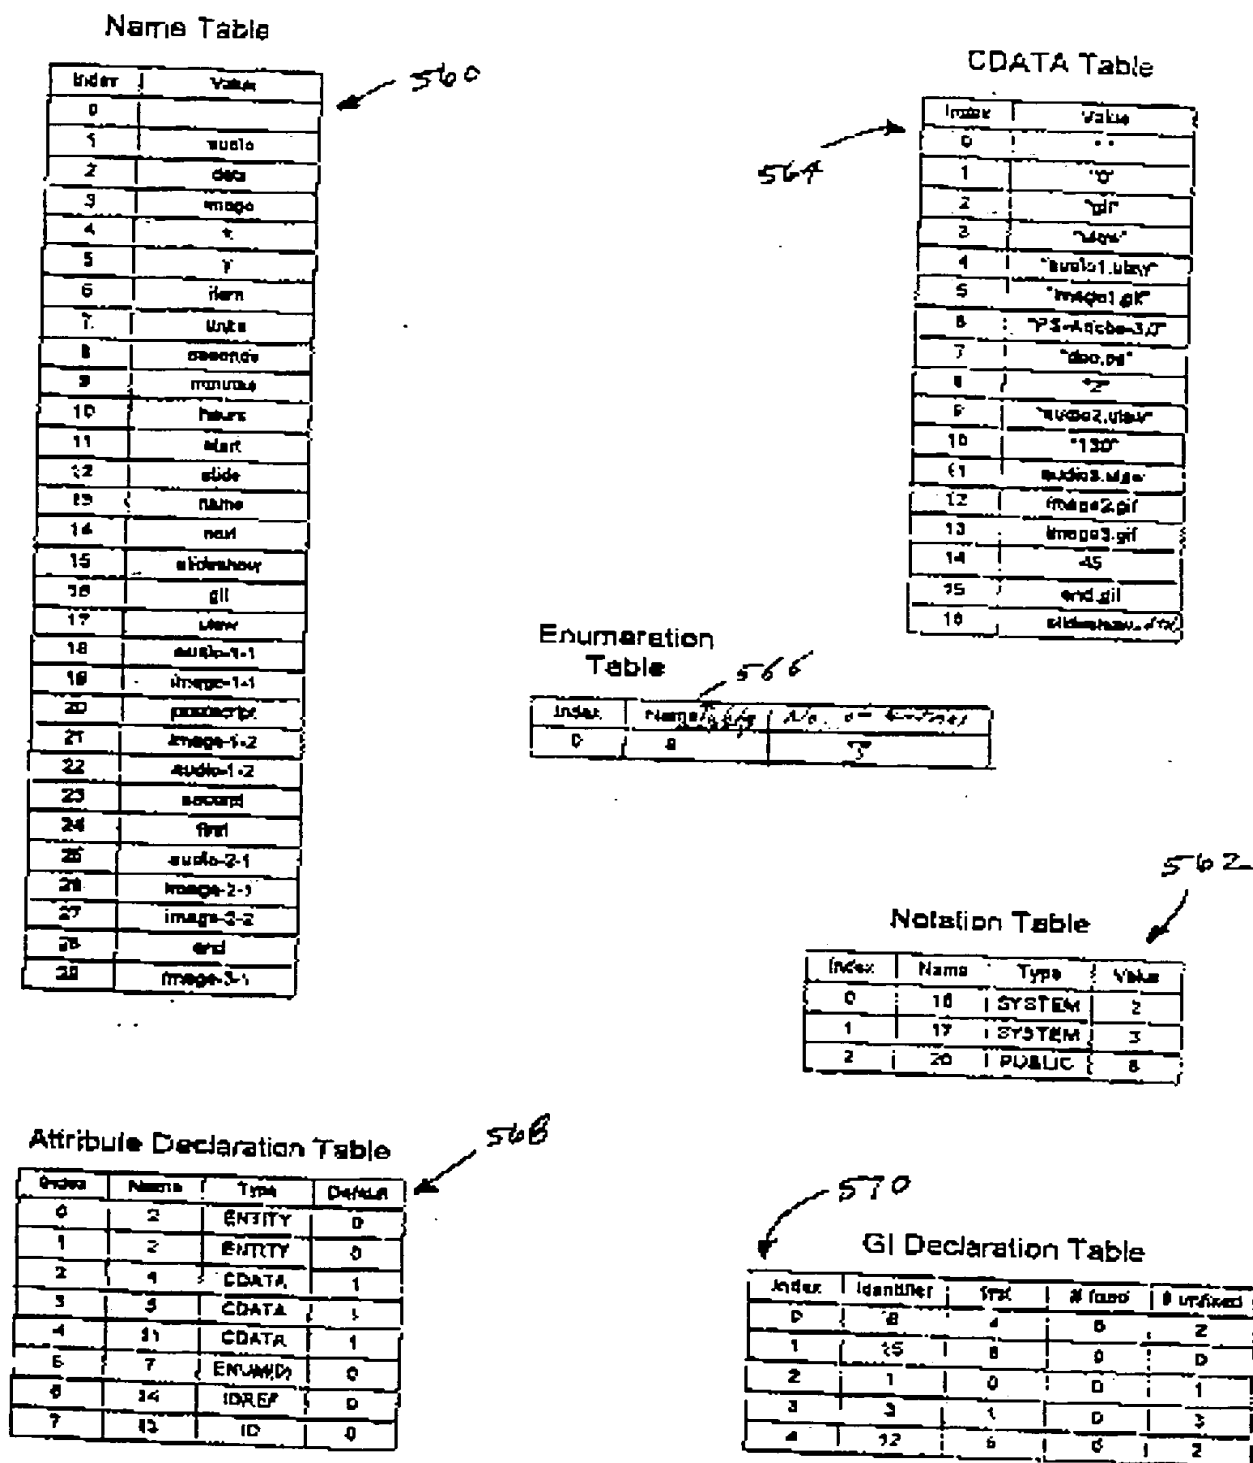 Name Table
560
Index Value
0
1 audio
2 data
3 image
4 x
5 y
6 item
7 units
8 seconds
9 minutes
10 hours
11 start
12 slide
13 name
14 next
15 slideshow
16 gif
17 ulaw
18 audio-1-1
19 image-1-1
20 postscript
21 image-1-2
22 audio-1-2
23 second
24 first
25 audio-2-1
26 image-2-1
27 image-2-2
28 end
29 image-3-1
CDATA Table
564
Index Value
0 " "
1 "0"
2 "gif"
3 "ulaw"
4 "audio1.ulaw"
5 "image1.gif"
6 "PS-Adobe-3.0"
7 "doc.ps"
8 "2"
9 "audio2.ulaw"
10 "130"
11 audio3.ulaw
12 image2.gif
13 image3.gif
14 45
15 end.gif
16 slideshow.
Enumeration
Table
566
Index Name
0 8 3
562
Notation Table
Index Name Type Value
0 16 SYSTEM 2
1 17 SYSTEM 3
2 20 PUBLIC 6
Attribute Declaration Table
568
Index Name Type Default
0 2 ENTITY 0
1 2 ENTITY 0
2 4 CDATA 1
3 5 CDATA 1
4 11 CDATA 1
5 7 ENUM(0) 0
6 14 IDREF 0
7 13 ID 0
570
GI Declaration Table
Index Identifier first # fixed # unfixed
0 4 0 2
1 15 0 0
2 1 0 0 1
3 3 1 0 3
4 12 6 0 2